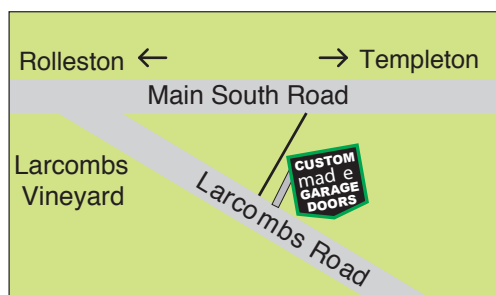 Rolleston ← → Templeton
Main South Road
Larcombs
Vineyard
CUSTOM
mad e
GARAGE
DOORS
Larcombs Road